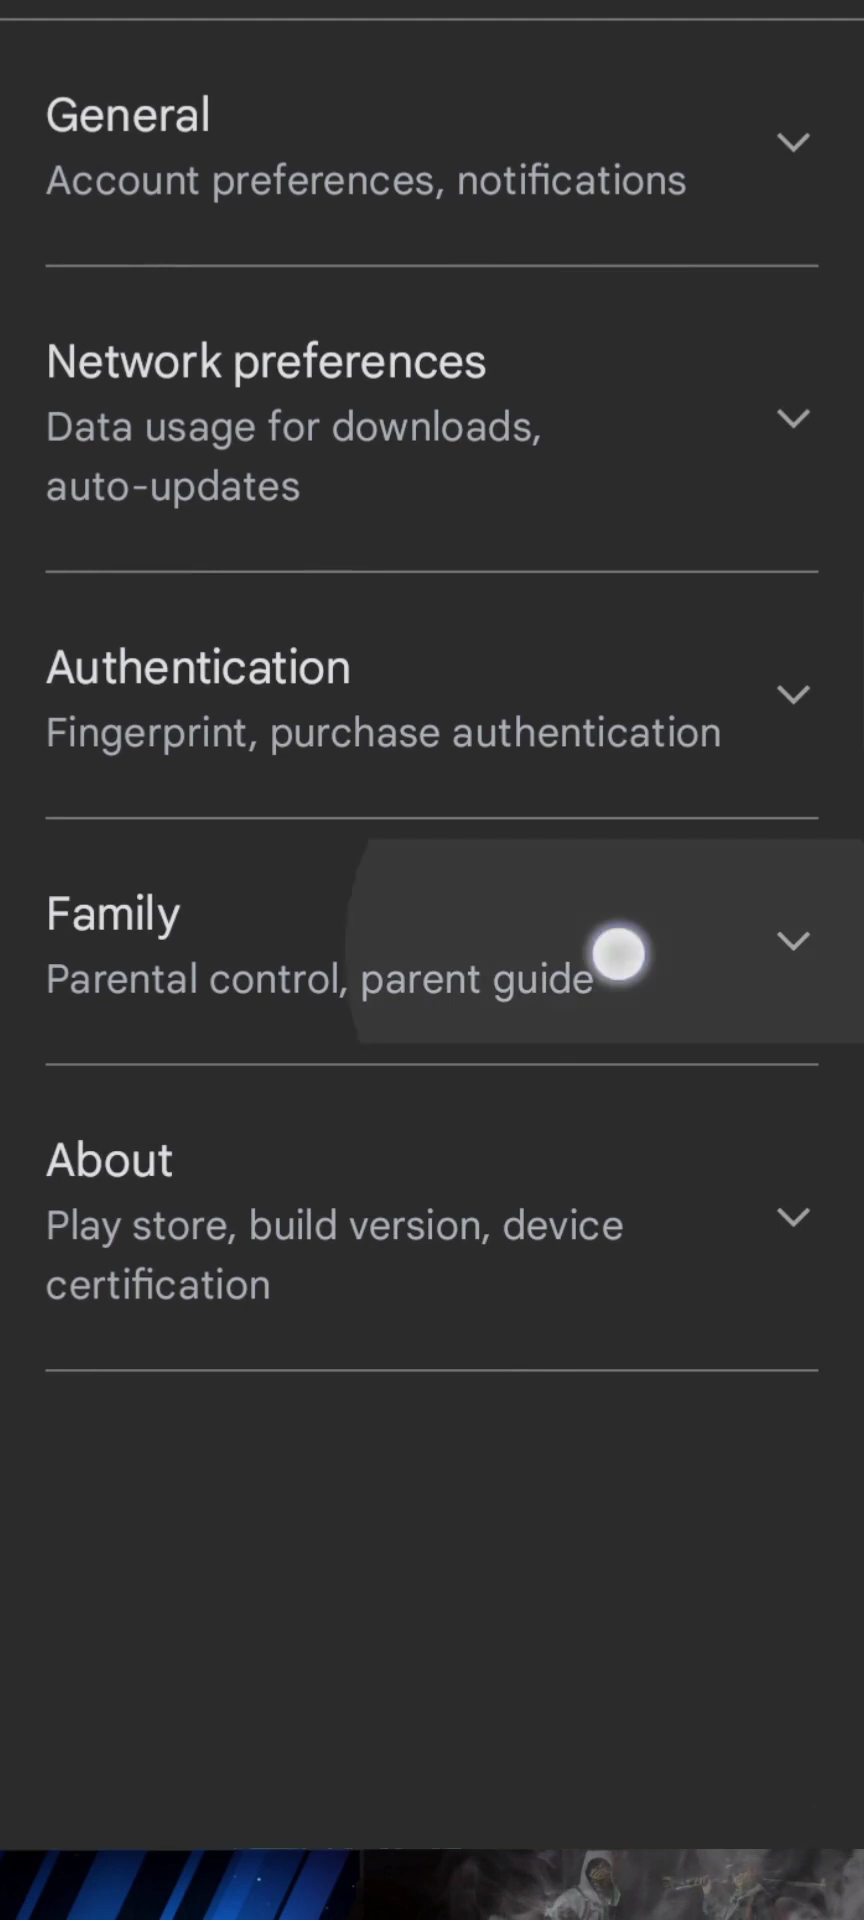 General
Account preferences, notifications
Network preferences
Data usage for downloads,
auto-updates
Authentication
Fingerprint, purchase authentication
Family
Parental control, parent guide
About
Play store, build version, device
certification